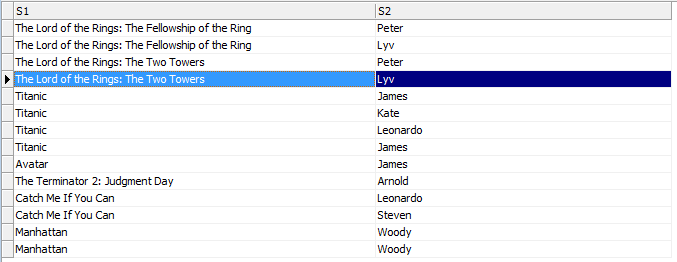 S1 S2
The Lord of the Rings: The Fellowship of the Ring Peter
The Lord of the Rings: The Fellowship of the Ring Lyv
The Lord of the Rings: The Two Towers Peter
The Lord of the Rings: The Two Towers Lyv
Titanic James
Titanic Kate
Titanic Leonardo
Titanic James
Avatar James
The Terminator 2: Judgment Day Arnold
Catch Me If You Can Leonardo
Catch Me If You Can Steven
Manhattan Woody
Manhattan Woody